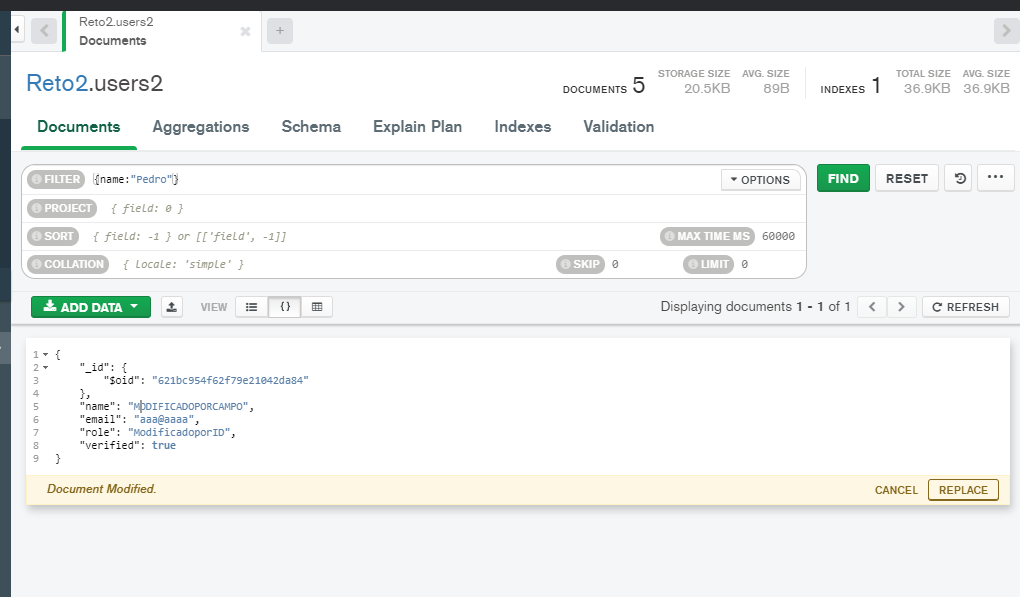 Reto2.users2
Documents
Reto2.users2
DOCUMENTS 5
STORAGE SIZE
20.5KB
AVG. SIZE
89B
INDEXES 1
TOTAL SIZE
36.9KB
AVG. SIZE
36.9KB
Documents Aggregations Schema Explain Plan Indexes Validation
FILTER {name:"Pedro"} OPTIONS FIND RESET ...
PROJECT { field: 0 }
SORT { field: -1 } or [['field', -1]] MAX TIME MS 60000
COLLATION { locale: 'simple' } SKIP 0 LIMIT 0
ADD DATA VIEW {} Displaying documents 1 - 1 of 1 < > REFRESH
1 {
2 "_id": {
3 "$oid": "621bc954f62f79e21042da84"
4 },
5 "name": "MODIFICADOPORCAMPO",
6 "email": "aaa@aaaa",
7 "role": "ModificadoporID",
8 "verified": true
9 }
Document Modified. CANCEL REPLACE